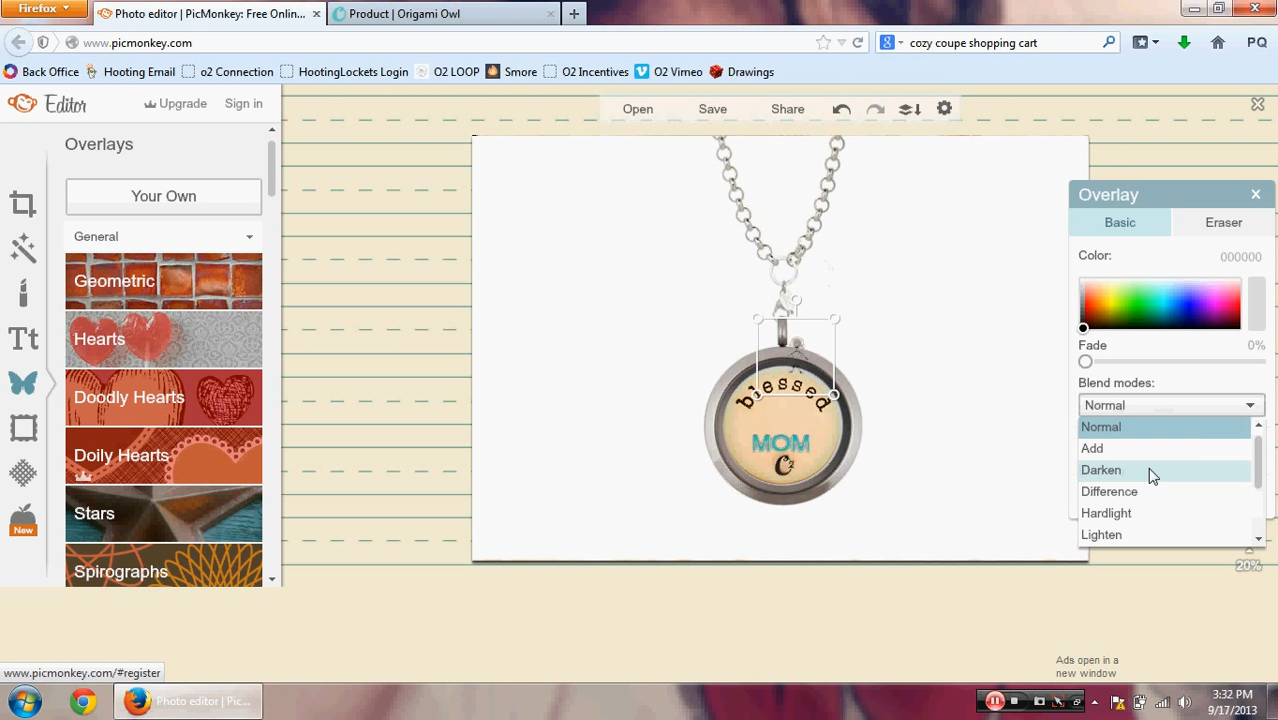 Firefox
Photo editor | PicMonkey: Free Onlin...
Product | Origami Owl
www.picmonkey.com
cozy coupe shopping cart
PQ
Back Office
Hooting Email
o2 Connection
HootingLockets Login
O2 LOOP
Smore
O2 Incentives
O2 Vimeo
Drawings
Editor
Upgrade
Sign in
Open
Save
Share
Overlays
Your Own
General
Geometric
Hearts
Doodly Hearts
Doily Hearts
Stars
Spirographs
Tt
New
blessed
MOM
Overlay
Basic
Eraser
Color:
000000
Fade
0%
Blend modes:
Normal
Normal
Add
Darken
Difference
Hardlight
Lighten
20%
www.picmonkey.com/#register
Ads open in a
new window
Photo editor | Pic...
3:32 PM
9/17/2013